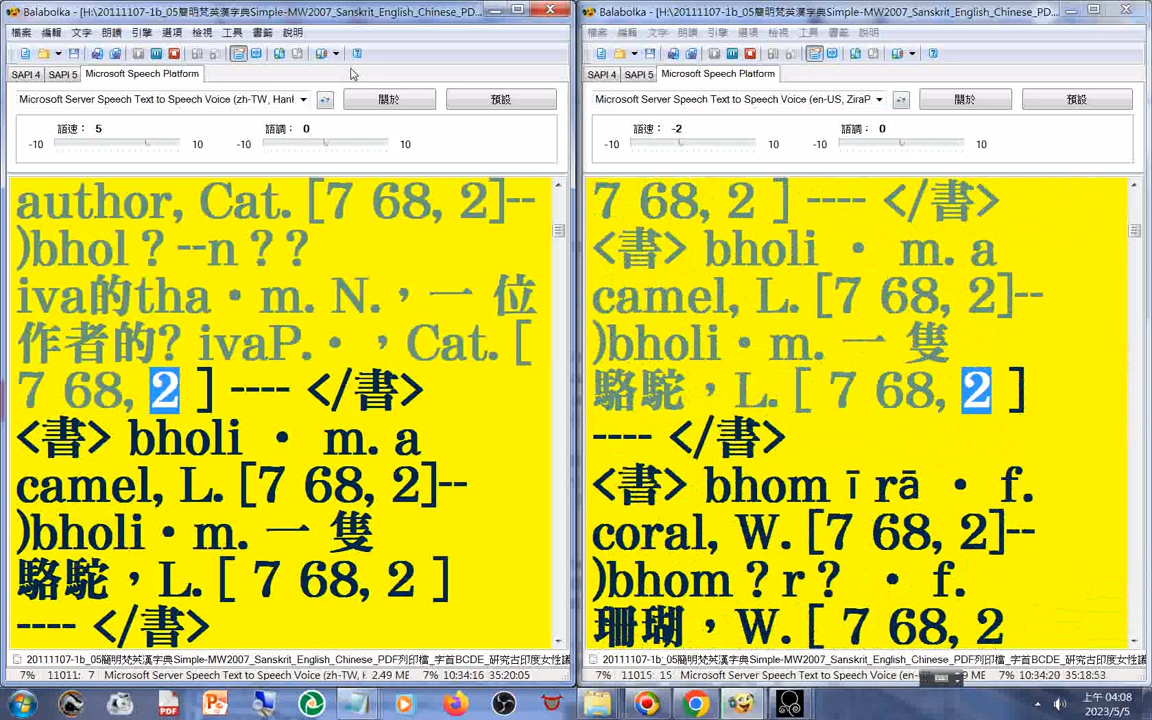 Balabolka - [H:\20111107-1b_05簡明梵英漢字典Simple-MW2007_Sanskrit_English_Chinese_PD...
檔案 編輯 文字 朗讀 引擎 選項 檢視 工具 書籤 說明
SAPI 4 SAPI 5 Microsoft Speech Platform
Microsoft Server Speech Text to Speech Voice (zh-TW, Hanl
關於 預設
語速： 5 語調： 0
-10 10 -10 10
author, Cat. [7 68, 2]--
)bhol ? --n ? ?
iva的tha • m. N.，一 位
作者的? ivaP. • ，Cat. [
7 68, 2 ] ---- </書>
<書> bholi • m. a
camel, L. [7 68, 2]--
)bholi • m. 一 隻
駱駝，L. [ 7 68, 2 ]
---- </書>
20111107-1b_05簡明梵英漢字典Simple-MW2007_Sanskrit_English_Chinese_PDF列印檔_字首BCDE_研究古印度女性議
7% 11011: 7 Microsoft Server Speech Text to Speech Voice (zh-TW, H 2.49 ME 7% 10:34:16 35:20:05
Balabolka - [H:\20111107-1b_05簡明梵英漢字典Simple-MW2007_Sanskrit_English_Chinese_PD...
檔案 編輯 文字 朗讀 引擎 選項 檢視 工具 書籤 說明
SAPI 4 SAPI 5 Microsoft Speech Platform
Microsoft Server Speech Text to Speech Voice (en-US, ZiraP
關於 預設
語速： -2 語調： 0
-10 10 -10 10
7 68, 2 ] ---- </書>
<書> bholi • m. a
camel, L. [7 68, 2]--
)bholi • m. 一 隻
駱駝，L. [ 7 68, 2 ]
---- </書>
<書> bhom ī rā • f.
coral, W. [7 68, 2]--
)bhom ? r ? • f.
珊瑚，W. [ 7 68, 2
20111107-1b_05簡明梵英漢字典Simple-MW2007_Sanskrit_English_Chinese_PDF列印檔_字首BCDE_研究古印度女性議
7% 11015: 15 Microsoft Server Speech Text to Speech Voice (en-US 9 ME 7% 10:34:20 35:18:53
PDF
上午 04:08
2023/5/5